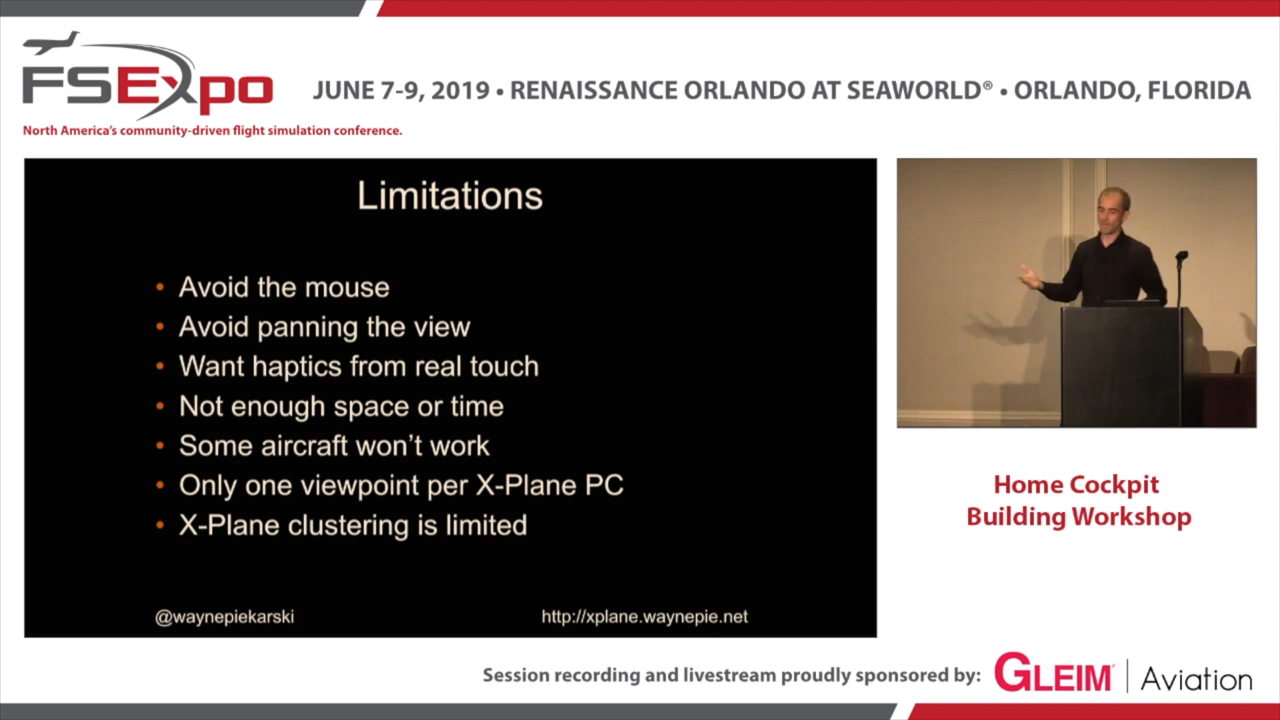 FSExpo
JUNE 7-9, 2019 • RENAISSANCE ORLANDO AT SEAWORLD® • ORLANDO, FLORIDA
North America's community-driven flight simulation conference.
Limitations
• Avoid the mouse
• Avoid panning the view
• Want haptics from real touch
• Not enough space or time
• Some aircraft won't work
• Only one viewpoint per X-Plane PC
• X-Plane clustering is limited
@waynepiekarski
http://xplane.waynepie.net
Home Cockpit
Building Workshop
Session recording and livestream proudly sponsored by:
GLEIM® | Aviation